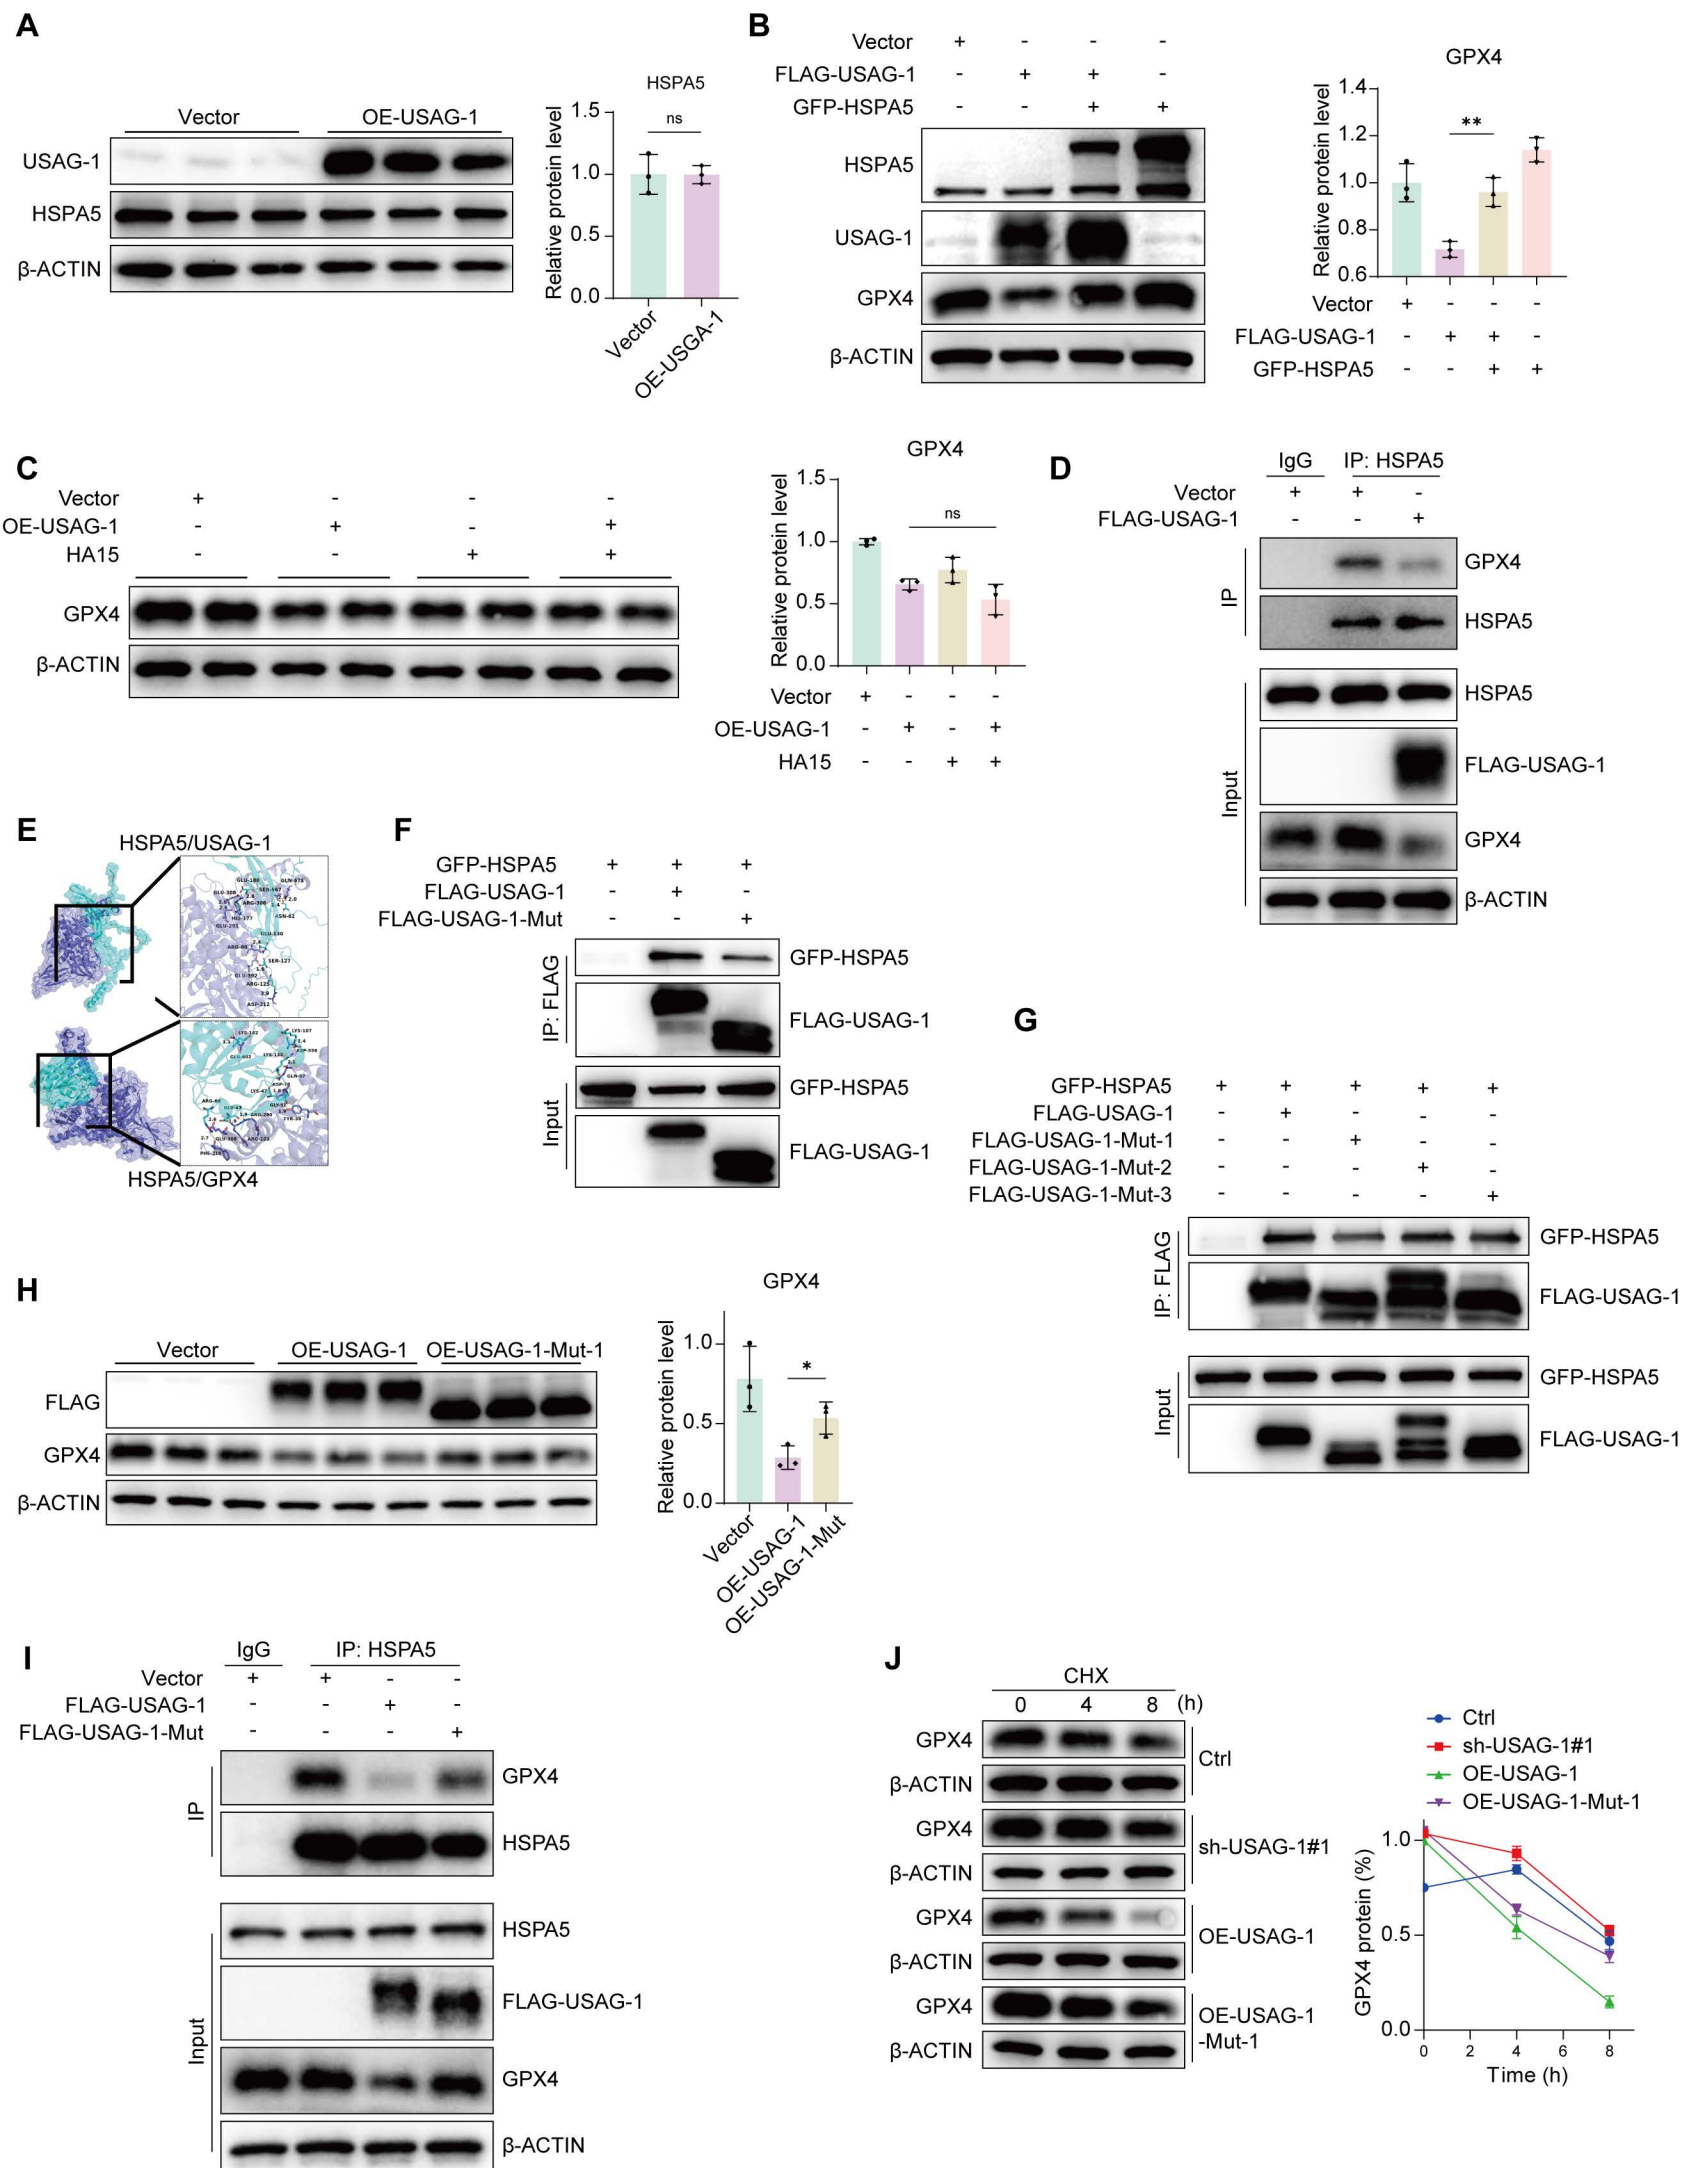 A
Vector OE-USAG-1
USAG-1
HSPA5
β-ACTIN
HSPA5
Relative protein level
1.5
1.0
0.5
0.0
ns
Vector
OE-USGA-1
B
Vector + - - -
FLAG-USAG-1 - + + -
GFP-HSPA5 - - + +
HSPA5
USAG-1
GPX4
β-ACTIN
GPX4
Relative protein level
1.4
1.2
1.0
0.8
0.6
**
Vector + - - -
FLAG-USAG-1 - + + -
GFP-HSPA5 - - + +
C
Vector + - - -
OE-USAG-1 - + - +
HA15 - - + +
GPX4
β-ACTIN
GPX4
Relative protein level
1.5
1.0
0.5
0.0
ns
Vector + - - -
OE-USAG-1 - + - +
HA15 - - + +
D
IgG IP: HSPA5
Vector + + -
FLAG-USAG-1 - - +
IP
GPX4
HSPA5
Input
HSPA5
FLAG-USAG-1
GPX4
β-ACTIN
E
HSPA5/USAG-1
HSPA5/GPX4
F
GFP-HSPA5 + + +
FLAG-USAG-1 - + -
FLAG-USAG-1-Mut - - +
IP: FLAG
GFP-HSPA5
FLAG-USAG-1
Input
GFP-HSPA5
FLAG-USAG-1
G
GFP-HSPA5 + + + + +
FLAG-USAG-1 - + - - -
FLAG-USAG-1-Mut-1 - - + - -
FLAG-USAG-1-Mut-2 - - - + -
FLAG-USAG-1-Mut-3 - - - - +
IP: FLAG
GFP-HSPA5
FLAG-USAG-1
Input
GFP-HSPA5
FLAG-USAG-1
H
Vector OE-USAG-1 OE-USAG-1-Mut-1
FLAG
GPX4
β-ACTIN
GPX4
Relative protein level
1.0
0.5
0.0
*
Vector
OE-USAG-1
OE-USAG-1-Mut
I
IgG IP: HSPA5
Vector + + - -
FLAG-USAG-1 - - + -
FLAG-USAG-1-Mut - - - +
IP
GPX4
HSPA5
Input
HSPA5
FLAG-USAG-1
GPX4
β-ACTIN
J
CHX
0 4 8 (h)
GPX4
β-ACTIN
Ctrl
GPX4
β-ACTIN
sh-USAG-1#1
GPX4
β-ACTIN
OE-USAG-1
GPX4
β-ACTIN
OE-USAG-1
-Mut-1
Ctrl
sh-USAG-1#1
OE-USAG-1
OE-USAG-1-Mut-1
GPX4 protein (%)
1.0
0.5
0.0
0 2 4 6 8
Time (h)